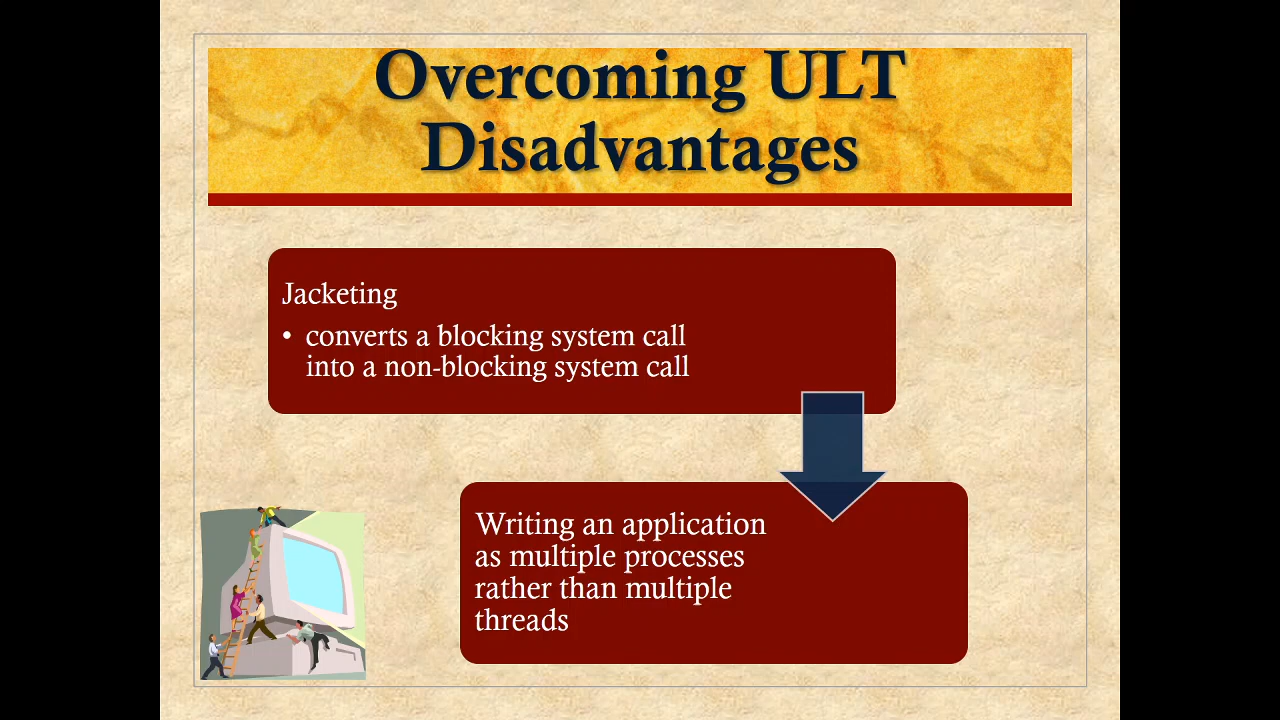 Overcoming ULT
Disadvantages
Jacketing
• converts a blocking system call
into a non-blocking system call
Writing an application
as multiple processes
rather than multiple
threads